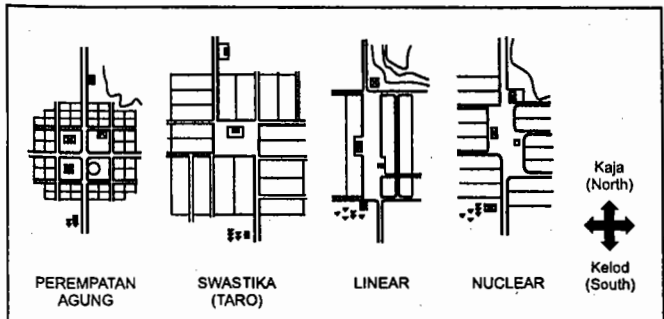 PEREMPATAN
AGUNG
SWASTIKA
(TARO)
LINEAR
NUCLEAR
Kaja
(North)
Kelod
(South)